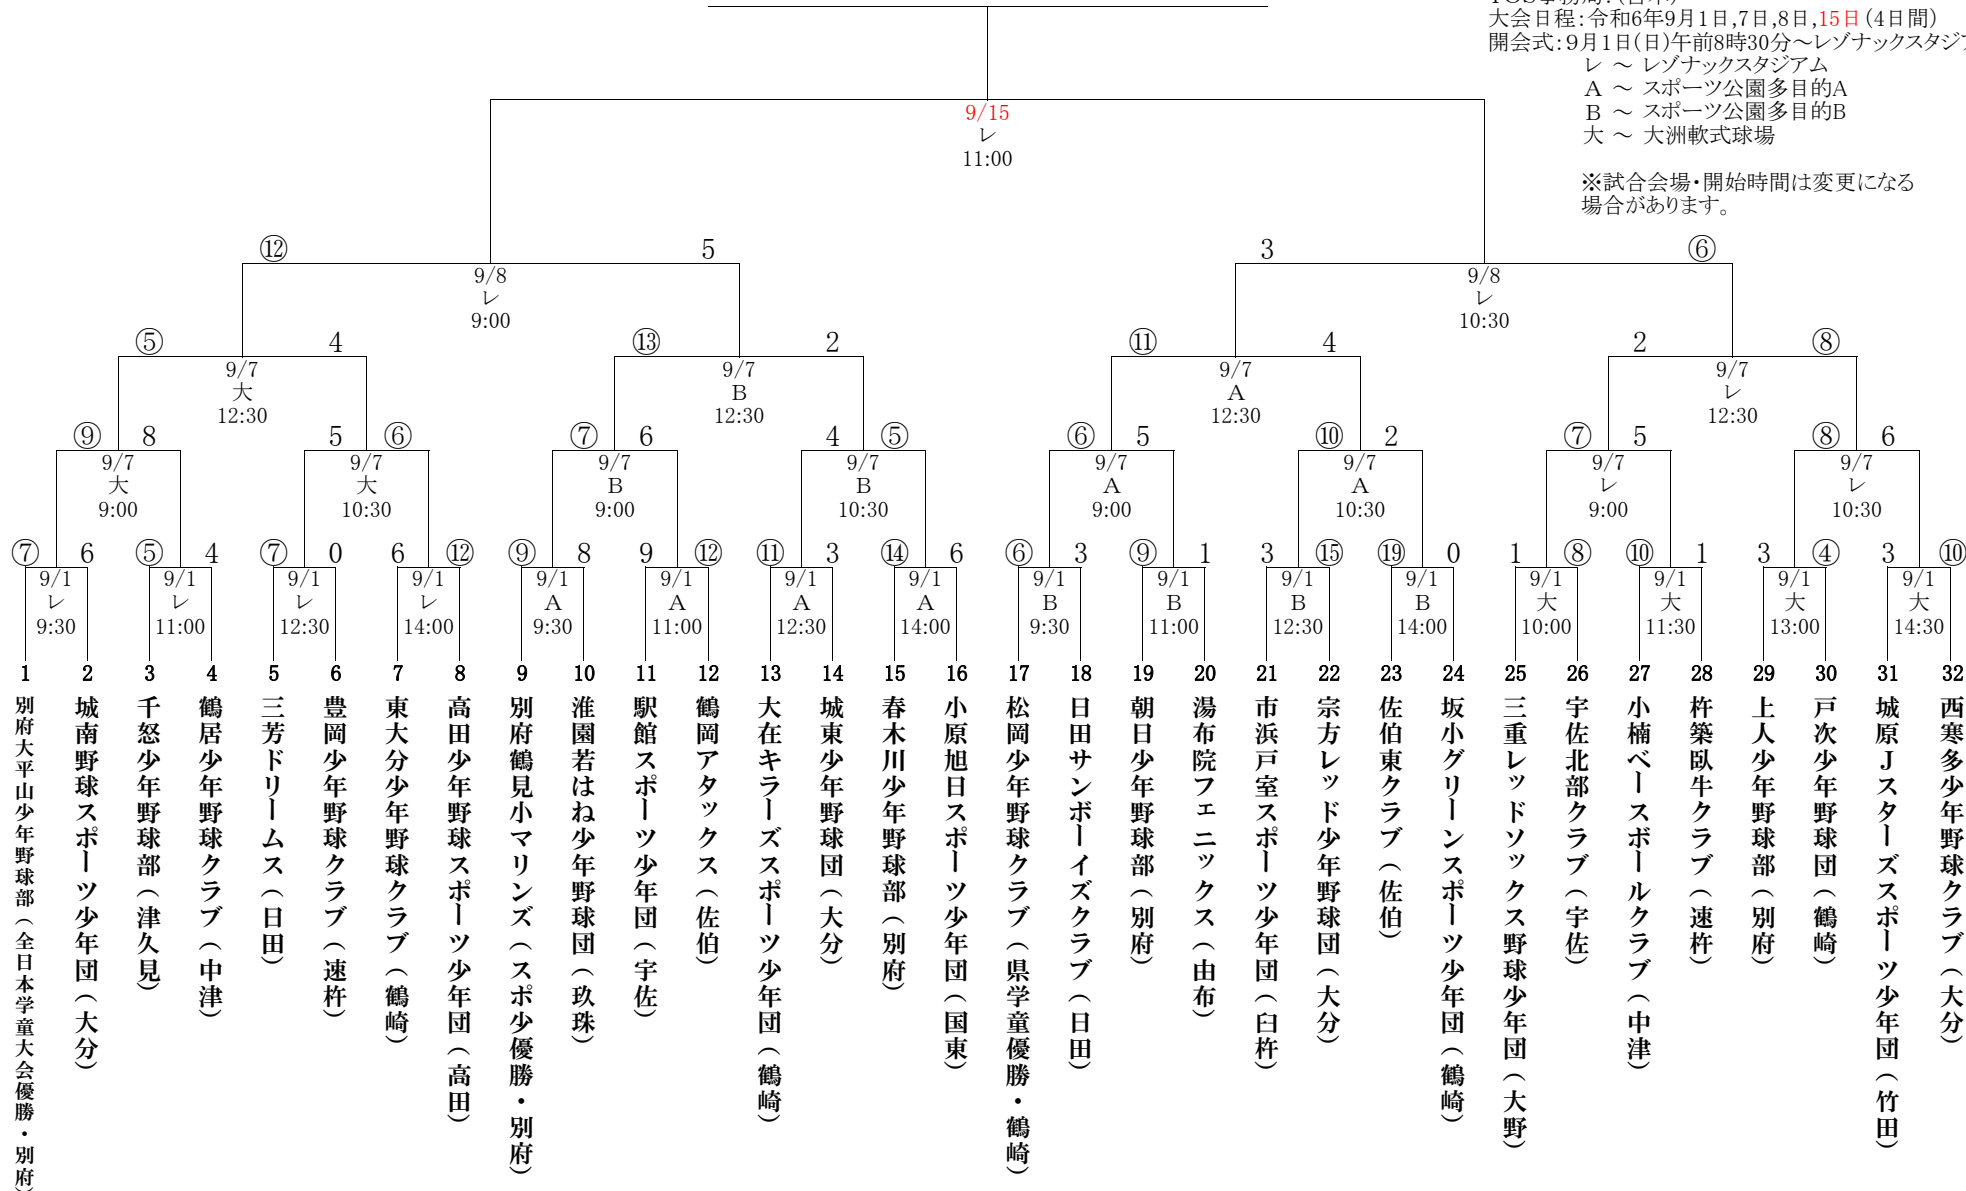 大会日程：令和6年9月1日,7日,8日,15日（4日間）
開会式：9月1日(日)午前8時30分～レゾナックスタジア
レ ～ レゾナックスタジアム
A ～ スポーツ公園多目的A
B ～ スポーツ公園多目的B
大 ～ 大洲軟式球場
※試合会場・開始時間は変更になる
場合があります。
9/15
レ
11:00
⑫ 5 3 ⑥
9/8 9/8
レ レ
9:00 10:30
⑤ 4 ⑬ 2 ⑪ 4 2 ⑧
9/7 9/7 9/7 9/7
大 B A レ
12:30 12:30 12:30 12:30
⑨ 8 5 ⑥ ⑦ 6 4 ⑤ ⑥ 5 ⑩ 2 ⑦ 5 ⑧ 6
9/7 9/7 9/7 9/7 9/7 9/7 9/7 9/7
大 大 B B A A レ レ
9:00 10:30 9:00 10:30 9:00 10:30 9:00 10:30
⑦ 6 ⑤ 4 ⑦ 0 6 ⑫ ⑨ 8 9 ⑫ ⑪ 3 ⑭ 6 ⑥ 3 ⑨ 1 3 ⑮ ⑲ 0 1 ⑧ ⑩ 1 3 ④ 3 ⑩
9/1 9/1 9/1 9/1 9/1 9/1 9/1 9/1 9/1 9/1 9/1 9/1 9/1 9/1 9/1 9/1
レ レ レ レ A A A A B B B B 大 大 大 大
9:30 11:00 12:30 14:00 9:30 11:00 12:30 14:00 9:30 11:00 12:30 14:00 10:00 11:30 13:00 14:30
1 2 3 4 5 6 7 8 9 10 11 12 13 14 15 16 17 18 19 20 21 22 23 24 25 26 27 28 29 30 31 32
別府大平山少年野球部（全日本学童大会優勝・別府）
城南野球スポーツ少年団（大分）
千怒少年野球部（津久見）
鶴居少年野球クラブ（中津）
三芳ドリームス（日田）
豊岡少年野球クラブ（速杵）
東大分少年野球クラブ（鶴崎）
高田少年野球スポーツ少年団（高田）
別府鶴見小マリンズ（スポ少優勝・別府）
淮園若はね少年野球団（玖珠）
駅館スポーツ少年団（宇佐）
鶴岡アタックス（佐伯）
大在キラーズスポーツ少年団（鶴崎）
城東少年野球団（大分）
春木川少年野球部（別府）
小原旭日スポーツ少年団（国東）
松岡少年野球クラブ（県学童優勝・鶴崎）
日田サンボーイズクラブ（日田）
朝日少年野球部（別府）
湯布院フェニックス（由布）
市浜戸室スポーツ少年団（臼杵）
宗方レッド少年野球団（大分）
佐伯東クラブ（佐伯）
坂小グリーンスポーツ少年団（鶴崎）
三重レッドソックス野球少年団（大野）
宇佐北部クラブ（宇佐）
小楠ベースボールクラブ（中津）
杵築臥牛クラブ（速杵）
上人少年野球部（別府）
戸次少年野球団（鶴崎）
城原Jスターズスポーツ少年団（竹田）
西寒多少年野球クラブ（大分）